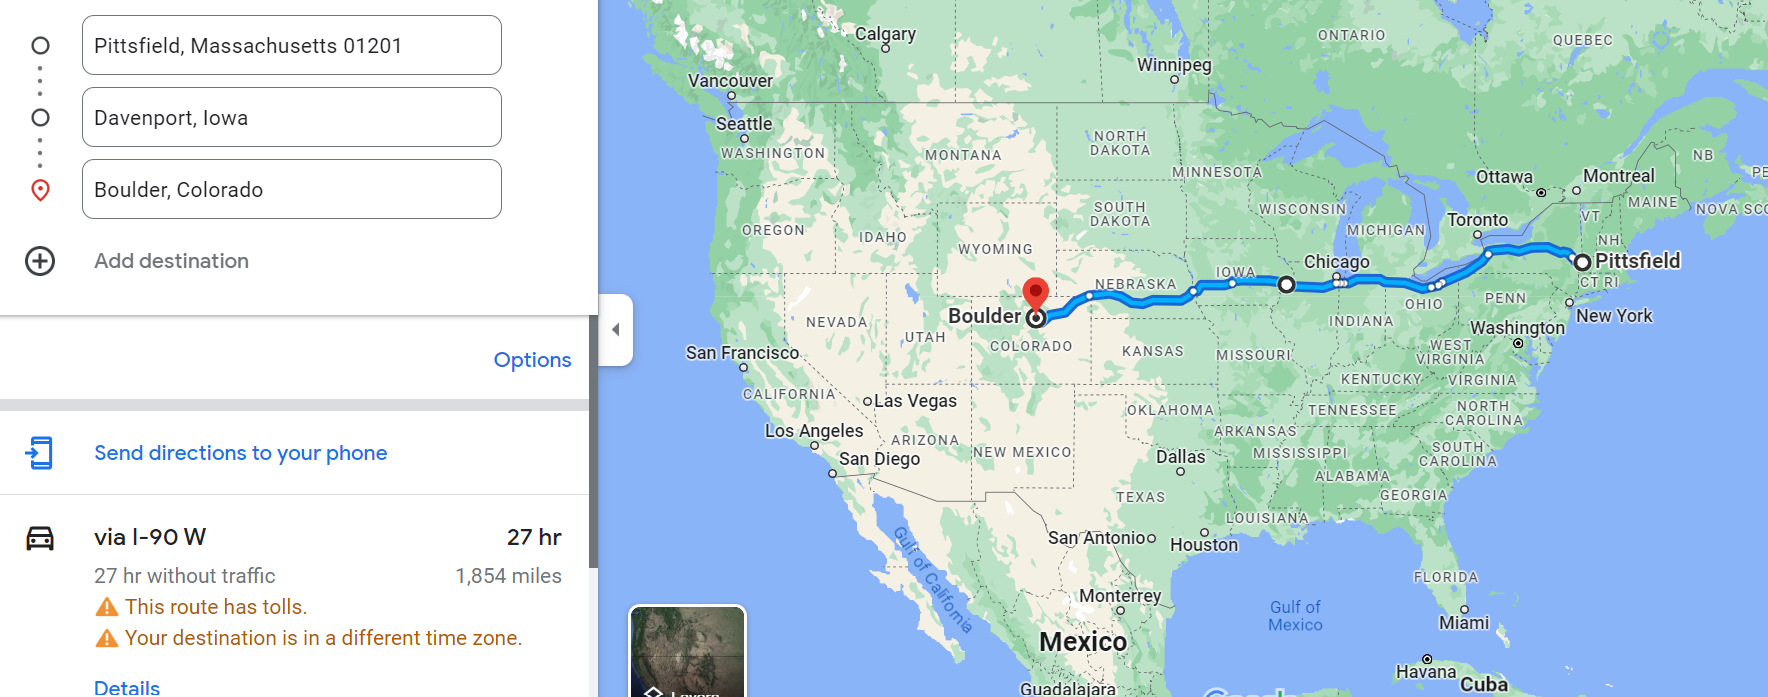 Pittsfield, Massachusetts 01201
Davenport, Iowa
Boulder, Colorado
Add destination
Options
Send directions to your phone
via I-90 W
27 hr
27 hr without traffic
1,854 miles
This route has tolls.
Your destination is in a different time zone.
Details
Calgary
Vancouver
Winnipeg
ONTARIO
QUEBEC
Seattle
WASHINGTON
MONTANA
NORTH
DAKOTA
MINNESOTA
Ottawa
Montreal
NB
PE
MAINE
NOVA SCO
VT
NH
OREGON
IDAHO
WYOMING
SOUTH
DAKOTA
WISCONSIN
MICHIGAN
Toronto
Chicago
Pittsfield
CT RI
IOWA
NEBRASKA
Boulder
NEVADA
UTAH
COLORADO
KANSAS
MISSOURI
INDIANA
OHIO
PENN
New York
Washington
WEST
VIRGINIA
KENTUCKY
VIRGINIA
San Francisco
CALIFORNIA
Las Vegas
Los Angeles
San Diego
ARIZONA
NEW MEXICO
OKLAHOMA
ARKANSAS
TENNESSEE
NORTH
CAROLINA
SOUTH
CAROLINA
MISSISSIPPI
ALABAMA
GEORGIA
Dallas
TEXAS
LOUISIANA
San Antonio
Houston
Gulf of California
Monterrey
Mexico
Guadalajara
Gulf of
Mexico
FLORIDA
Miami
Havana
Cuba
Layers
Google